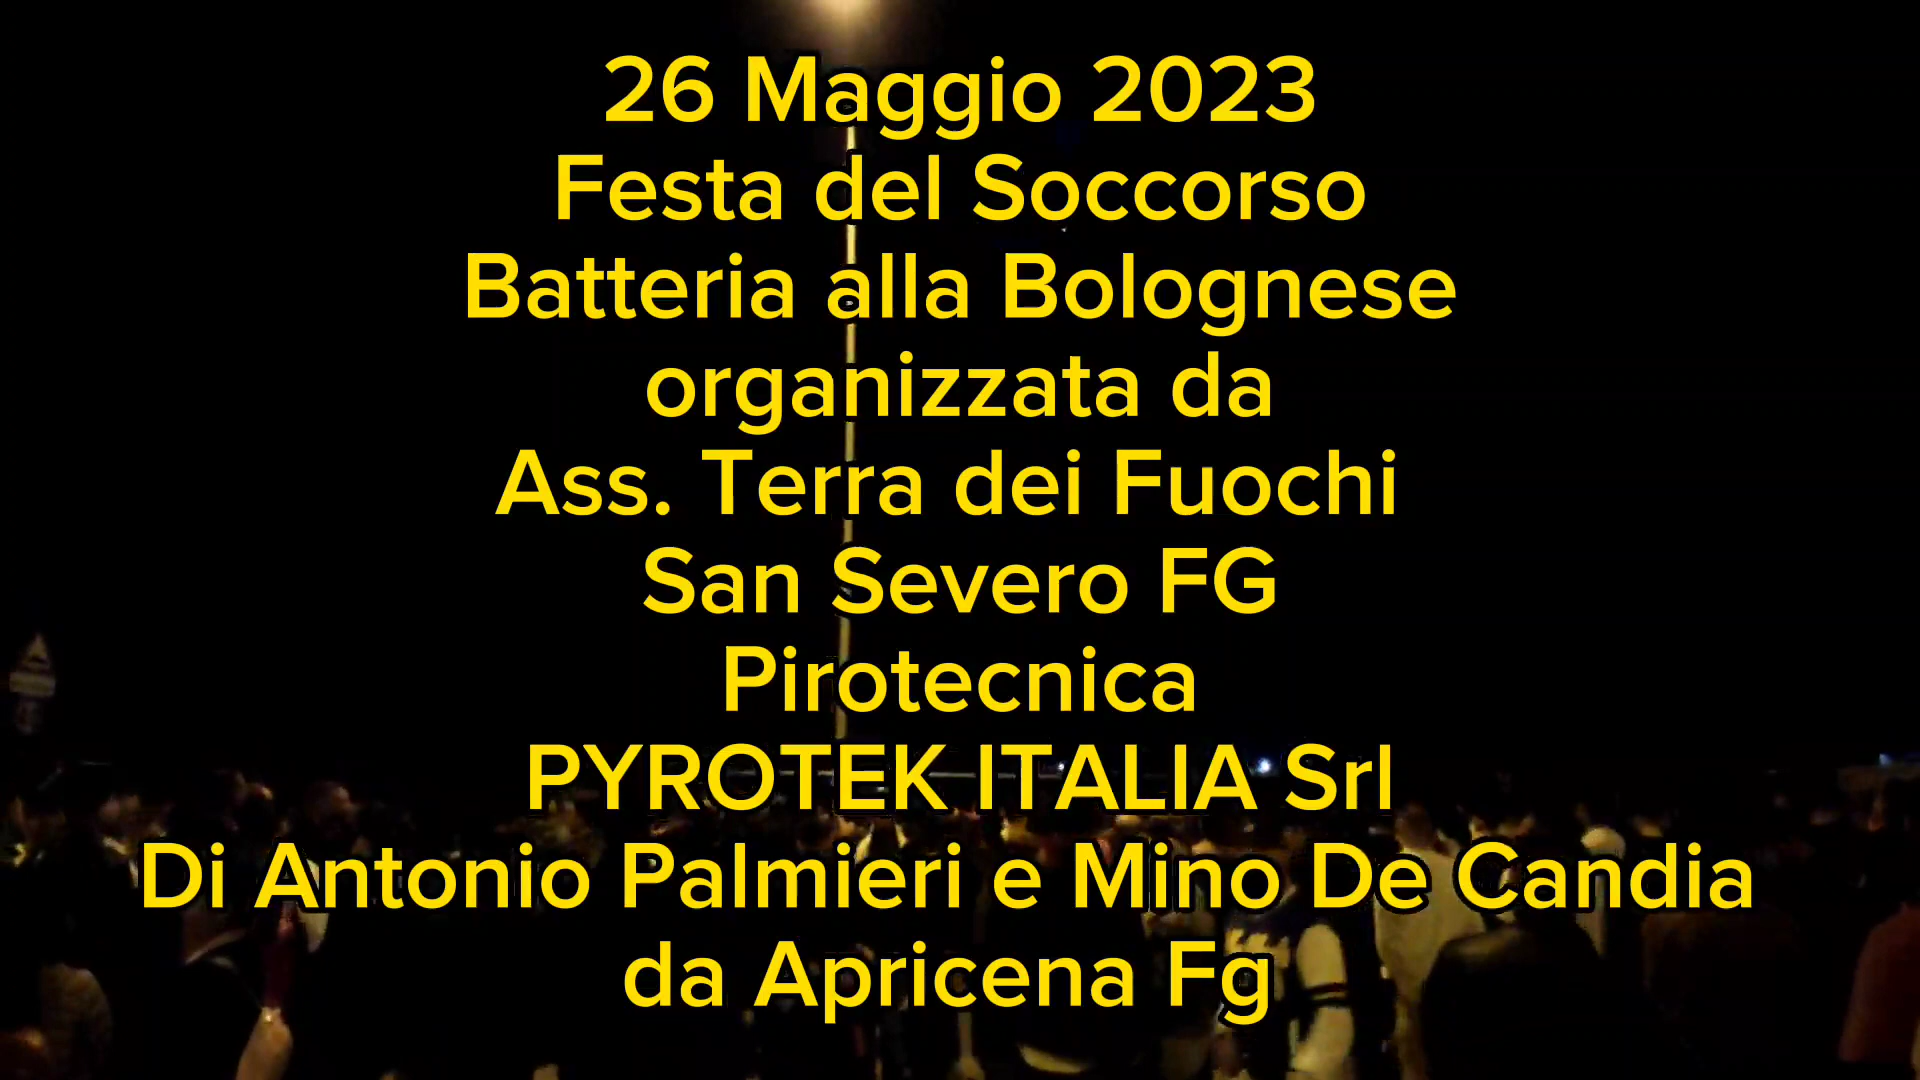 26 Maggio 2023
Festa del Soccorso
Batteria alla Bolognese
organizzata da
Ass. Terra dei Fuochi
San Severo FG
Pirotecnica
PYROTEK ITALIA Srl
Di Antonio Palmieri e Mino De Candia
da Apricena Fg